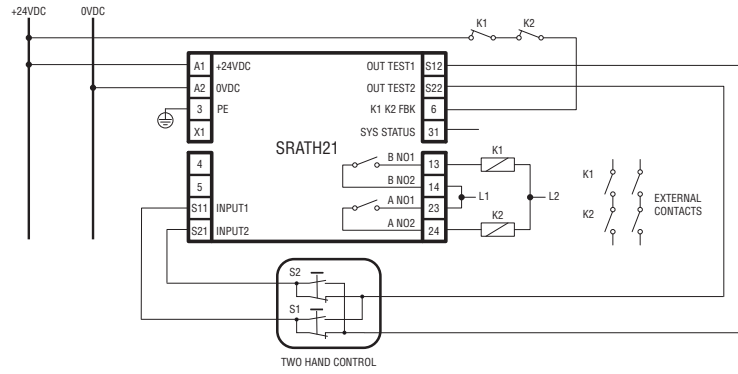 +24VDC 0VDC
K1 K2
A1 +24VDC OUT TEST1 S12
A2 0VDC OUT TEST2 S22
3 PE K1 K2 FBK 6
X1 SYS STATUS 31
SRATH21
4 B NO1 13 K1
5 B NO2 14 L1 L2
S11 INPUT1 A NO1 23
S21 INPUT2 A NO2 24 K2
K1
K2
EXTERNAL
CONTACTS
S2
S1
TWO HAND CONTROL